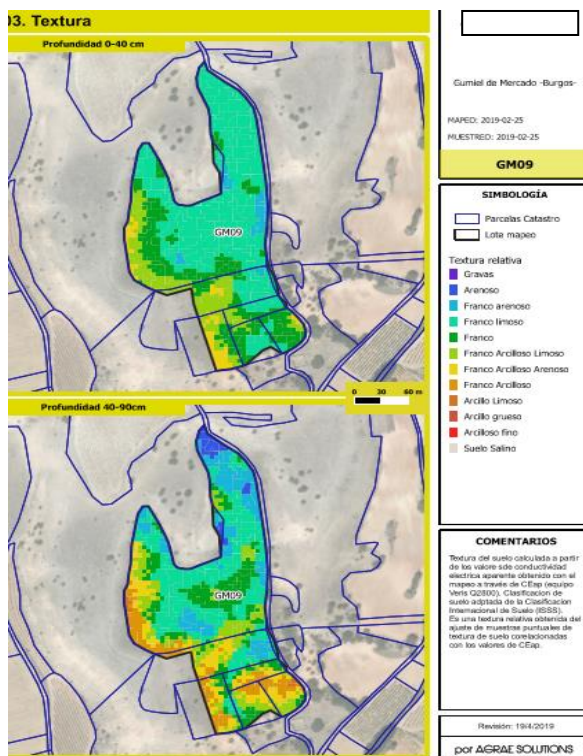 03. Textura
Profundidad 0-40 cm
GM09
0 30 60 m
Profundidad 40-90cm
GM09
Gumiel de Mercado -Burgos-
MAPEO: 2019-02-25
MUESTREO: 2019-02-25
GM09
SIMBOLOGÍA
Parcelas Catastro
Lote mapeo
Textura relativa
Gravas
Arenoso
Franco arenoso
Franco limoso
Franco
Franco Arcilloso Limoso
Franco Arcilloso Arenoso
Franco Arcilloso
Arcillo Limoso
Arcillo grueso
Arcilloso fino
Suelo Salino
COMENTARIOS
Textura del suelo calculada a partir
de los valore sde conductividad
electrica aparente obtenido con el
mapeo a través de CEap (equipo
Veris Q2800). Clasificacion de
suelo adptada de la Clasificacion
Internacional de Suelo (ISSS).
Es una textura relativa obtenida del
ajuste de muestras puntuales de
textura de suelo corelacionadas
con los valores de CEap.
Revisión: 19/4/2019
por AGRAE SOLUTIONS